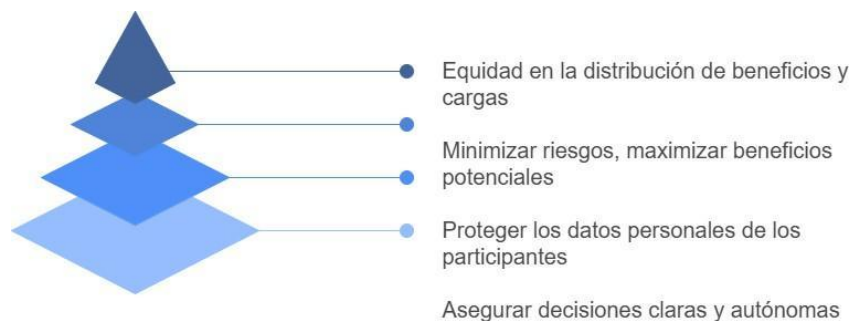 Equidad en la distribución de beneficios y
cargas
Minimizar riesgos, maximizar beneficios
potenciales
Proteger los datos personales de los
participantes
Asegurar decisiones claras y autónomas